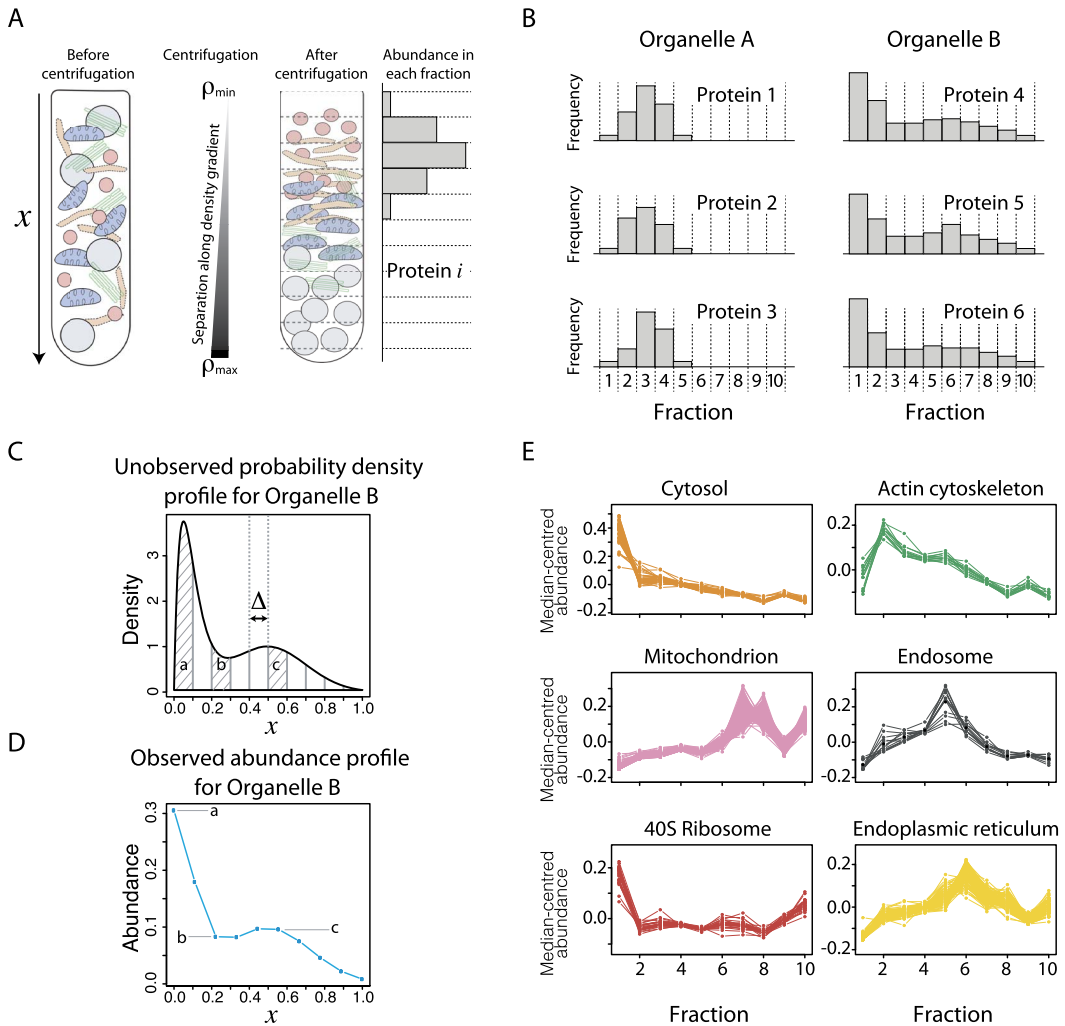 A
Before
centrifugation
Centrifugation
After
centrifugation
Abundance in
each fraction
ρmin
Separation along density gradient
x
Protein i
ρmax
B
Organelle A
Organelle B
Frequency
Protein 1
Frequency
Protein 4
Frequency
Protein 2
Frequency
Protein 5
Frequency
Protein 3
Frequency
Protein 6
1 2 3 4 5 6 7 8 9 10
1 2 3 4 5 6 7 8 9 10
Fraction
Fraction
C
Unobserved probability density
profile for Organelle B
Density
3
2
1
0
Δ
a
b
c
0.0 0.2 0.4 0.6 0.8 1.0
x
D
Observed abundance profile
for Organelle B
Abundance
0.3
0.2
0.1
0.0
a
b
c
0.0 0.2 0.4 0.6 0.8 1.0
x
E
Cytosol
Median-centred
abundance
0.4
0.2
0.0
-0.2
Actin cytoskeleton
0.2
0.0
Mitochondrion
Median-centred
abundance
0.2
0.0
-0.2
Endosome
0.2
0.0
-0.2
40S Ribosome
Median-centred
abundance
0.2
0.0
2 4 6 8 10
Fraction
Endoplasmic reticulum
0.2
0.0
-0.2
2 4 6 8 10
Fraction